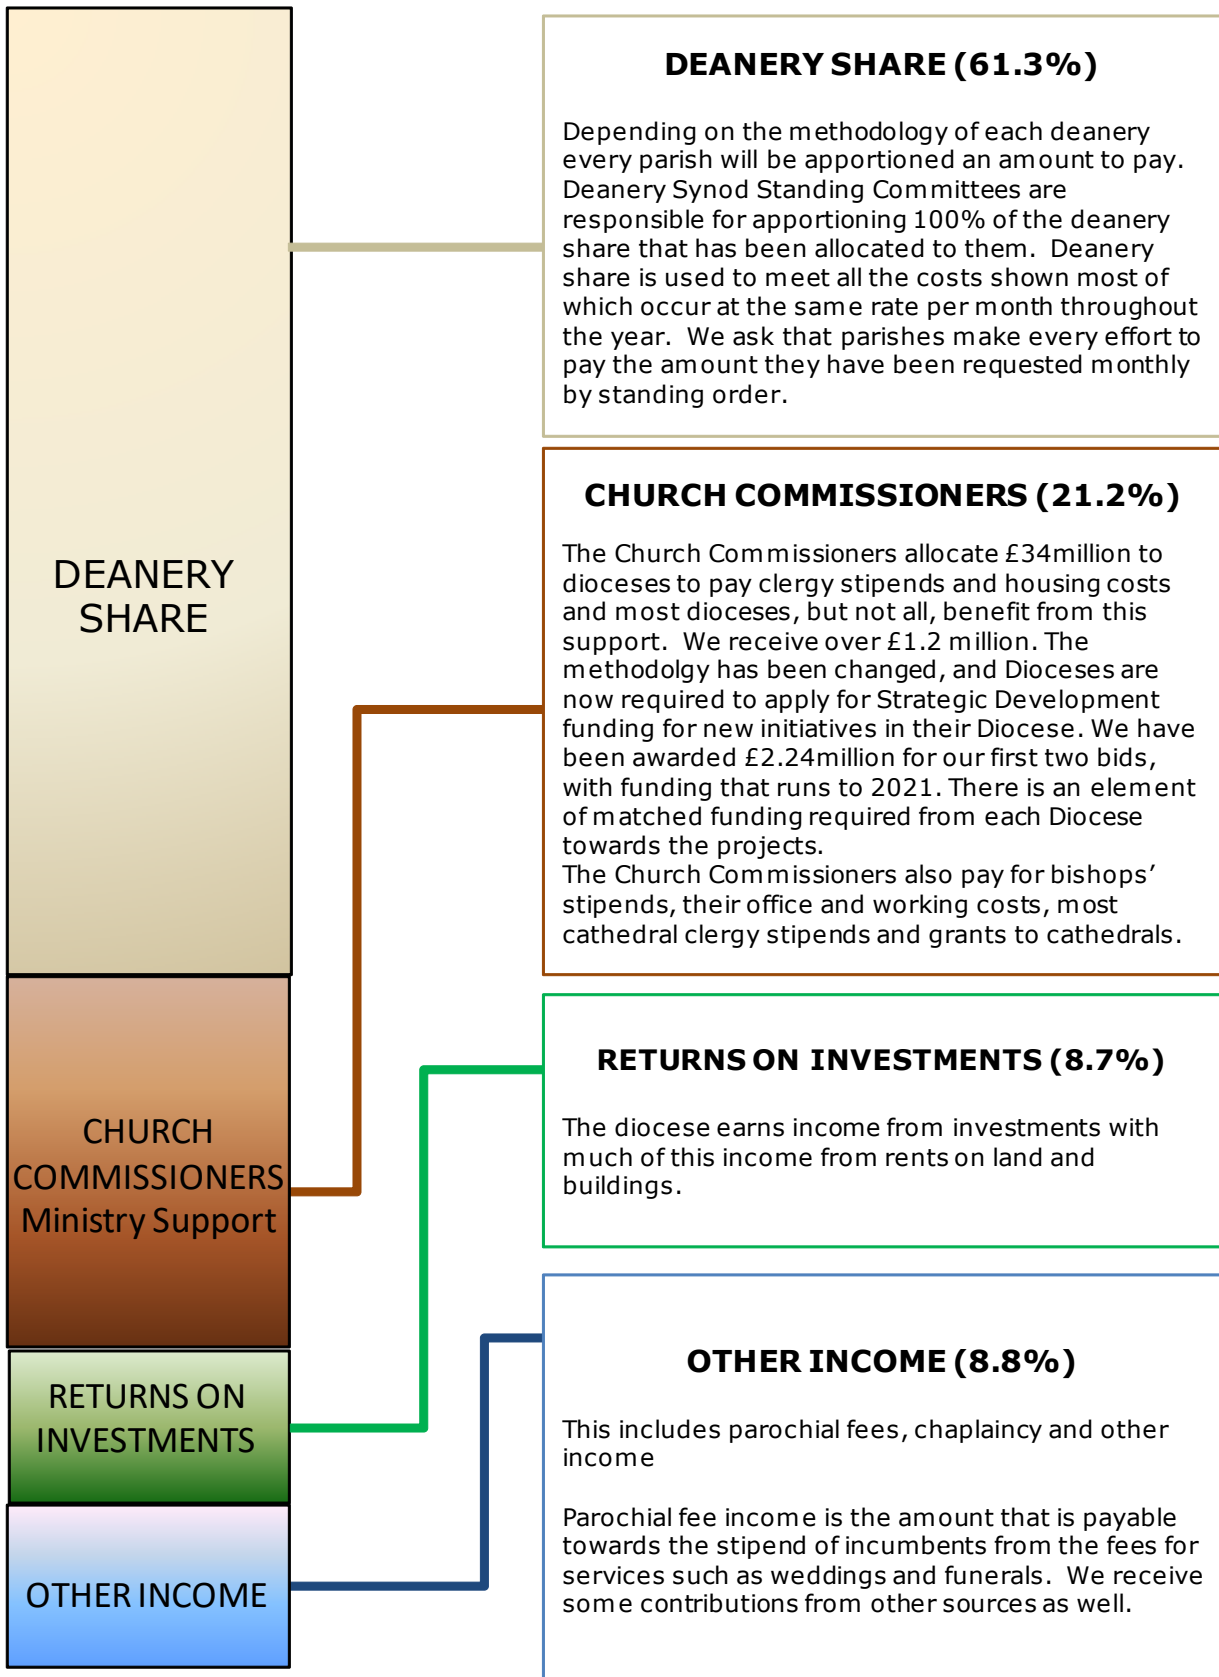 DEANERY
SHARE
CHURCH
COMMISSIONERS
Ministry Support
RETURNS ON
INVESTMENTS
OTHER INCOME
DEANERY SHARE (61.3%)
Depending on the methodology of each deanery
every parish will be apportioned an amount to pay.
Deanery Synod Standing Committees are
responsible for apportioning 100% of the deanery
share that has been allocated to them.  Deanery
share is used to meet all the costs shown most of
which occur at the same rate per month throughout
the year.  We ask that parishes make every effort to
pay the amount they have been requested monthly
by standing order.
CHURCH COMMISSIONERS (21.2%)
The Church Commissioners allocate £34million to
dioceses to pay clergy stipends and housing costs
and most dioceses, but not all, benefit from this
support.  We receive over £1.2 million. The
methodolgy has been changed, and Dioceses are
now required to apply for Strategic Development
funding for new initiatives in their Diocese. We have
been awarded £2.24million for our first two bids,
with funding that runs to 2021. There is an element
of matched funding required from each Diocese
towards the projects.
The Church Commissioners also pay for bishops’
stipends, their office and working costs, most
cathedral clergy stipends and grants to cathedrals.
RETURNS ON INVESTMENTS (8.7%)
The diocese earns income from investments with
much of this income from rents on land and
buildings.
OTHER INCOME (8.8%)
This includes parochial fees, chaplaincy and other
income
Parochial fee income is the amount that is payable
towards the stipend of incumbents from the fees for
services such as weddings and funerals.  We receive
some contributions from other sources as well.